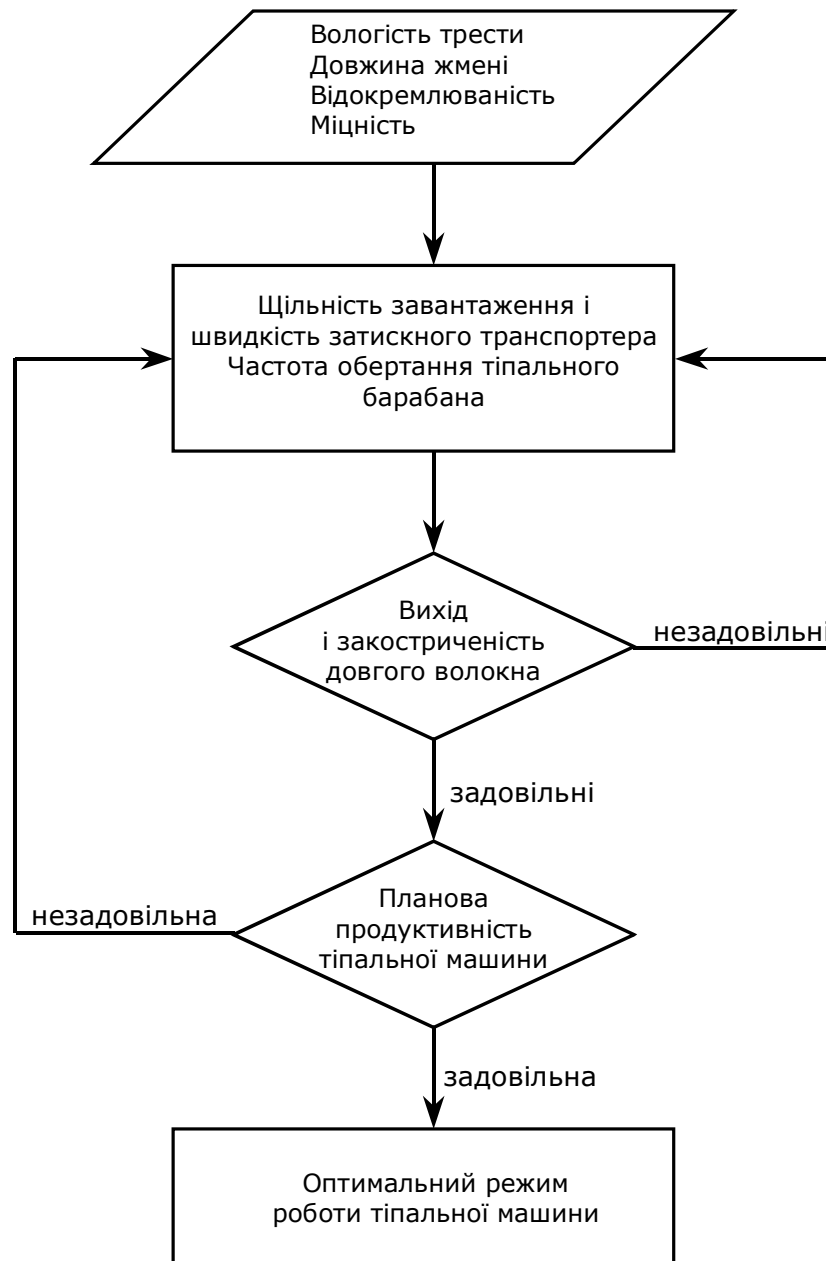 Вологість трести
Довжина жмені
Відокремлюваність
Міцність
Щільність завантаження і
швидкість затискного транспортера
Частота обертання тіпального
барабана
Вихід
і закостриченість
довгого волокна
незадовільні
задовільні
Планова
продуктивність
тіпальної машини
незадовільна
задовільна
Оптимальний режим
роботи тіпальної машини